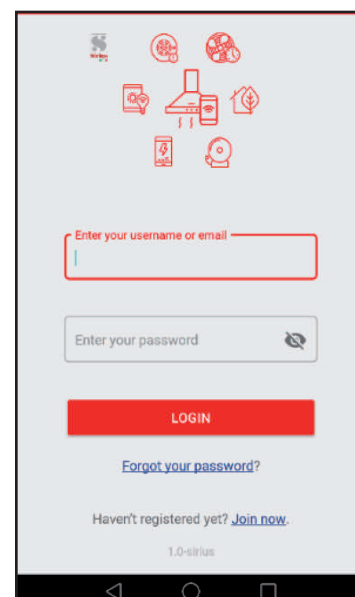 Enter your username or email
Enter your password
LOGIN
Forgot your password?
Haven't registered yet? Join now.
1.0-sirius